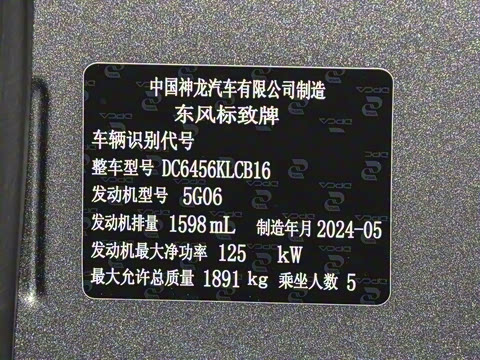 中国神龙汽车有限公司制造
东风标致牌
车辆识别代号
整车型号 DC6456KLCB16
发动机型号 5G06
发动机排量 1598 mL 制造年月 2024-05
发动机最大净功率 125 kW
最大允许总质量 1891 kg 乘坐人数 5